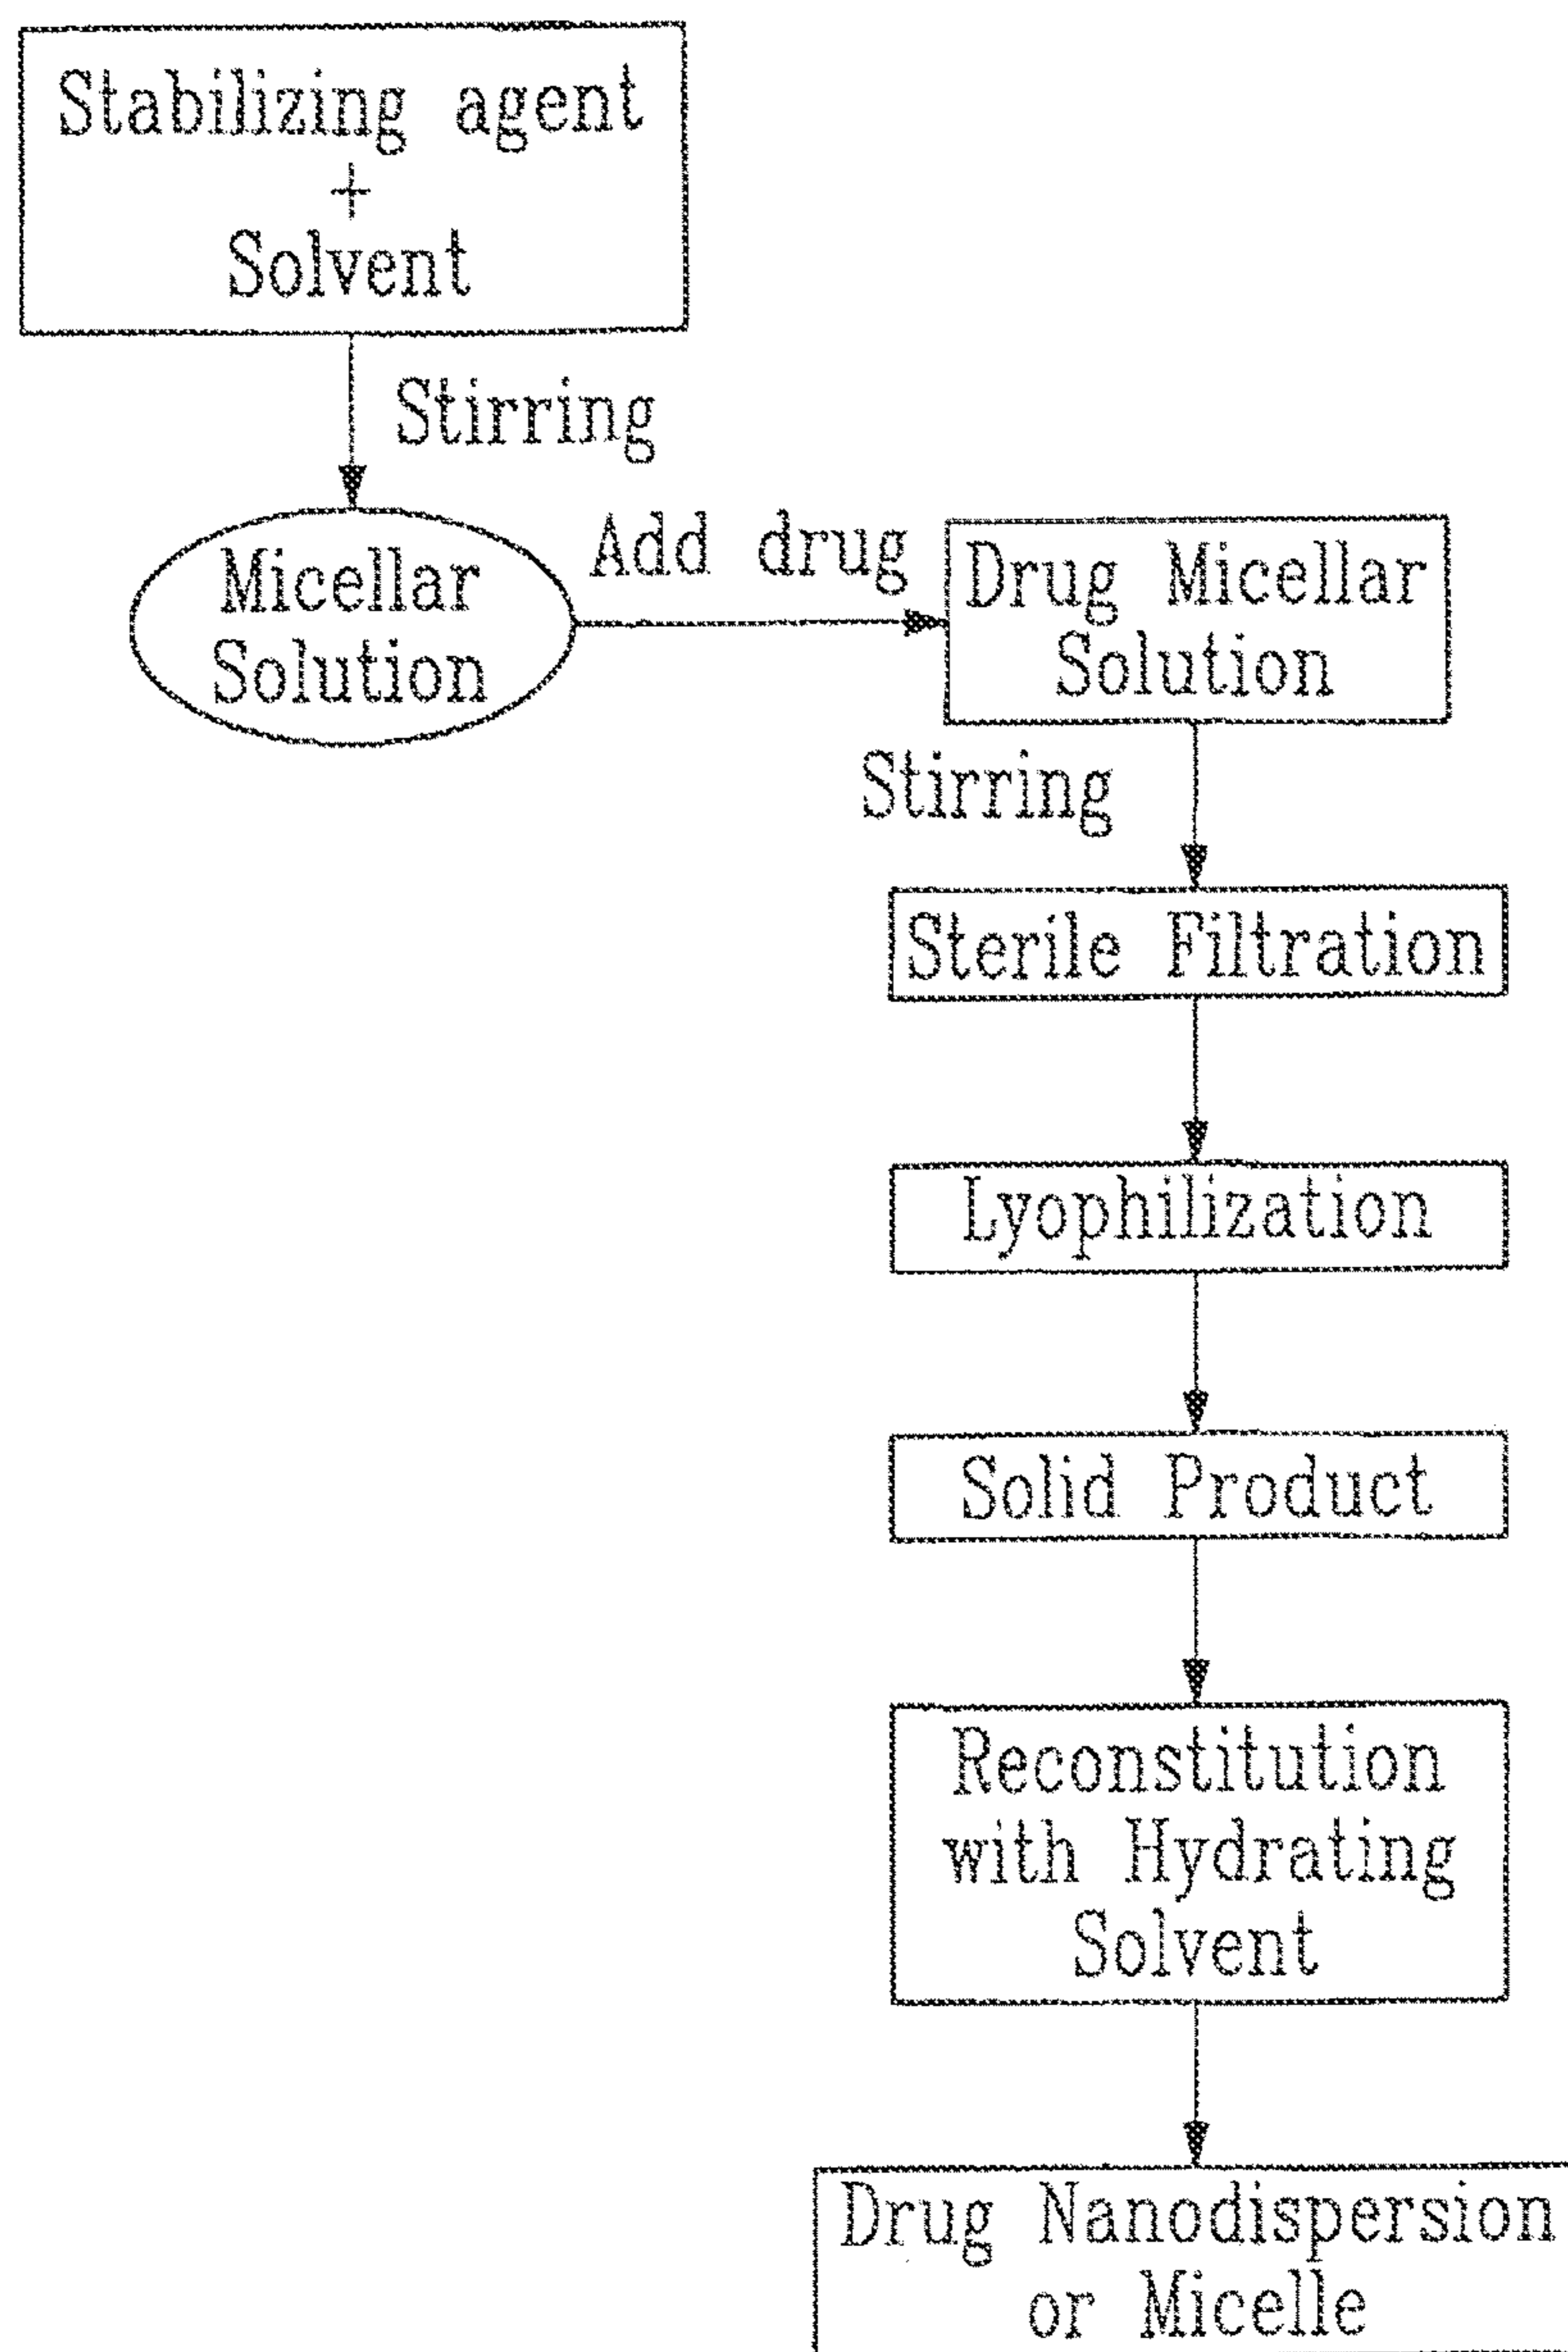 Stabilizing agent
+
Solvent
Stirring
Micellar
Solution
Add drug
Drug Micellar
Solution
Stirring
Sterile Filtration
Lyophilization
Solid Product
Reconstitution
with Hydrating
Solvent
Drug Nanodispersion
or Micelle